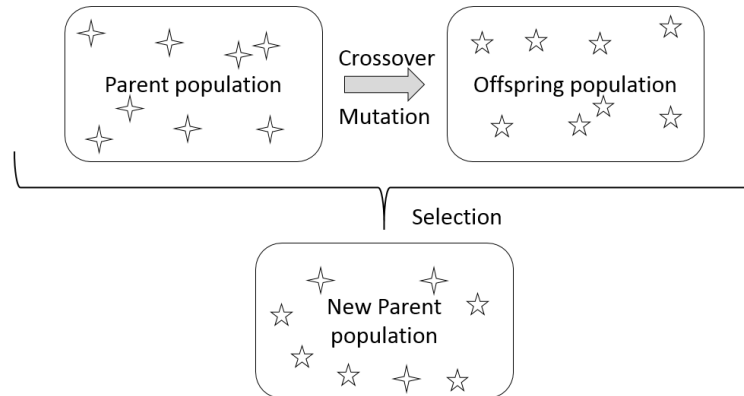 Parent population
Crossover
Mutation
Offspring population
Selection
New Parent
population